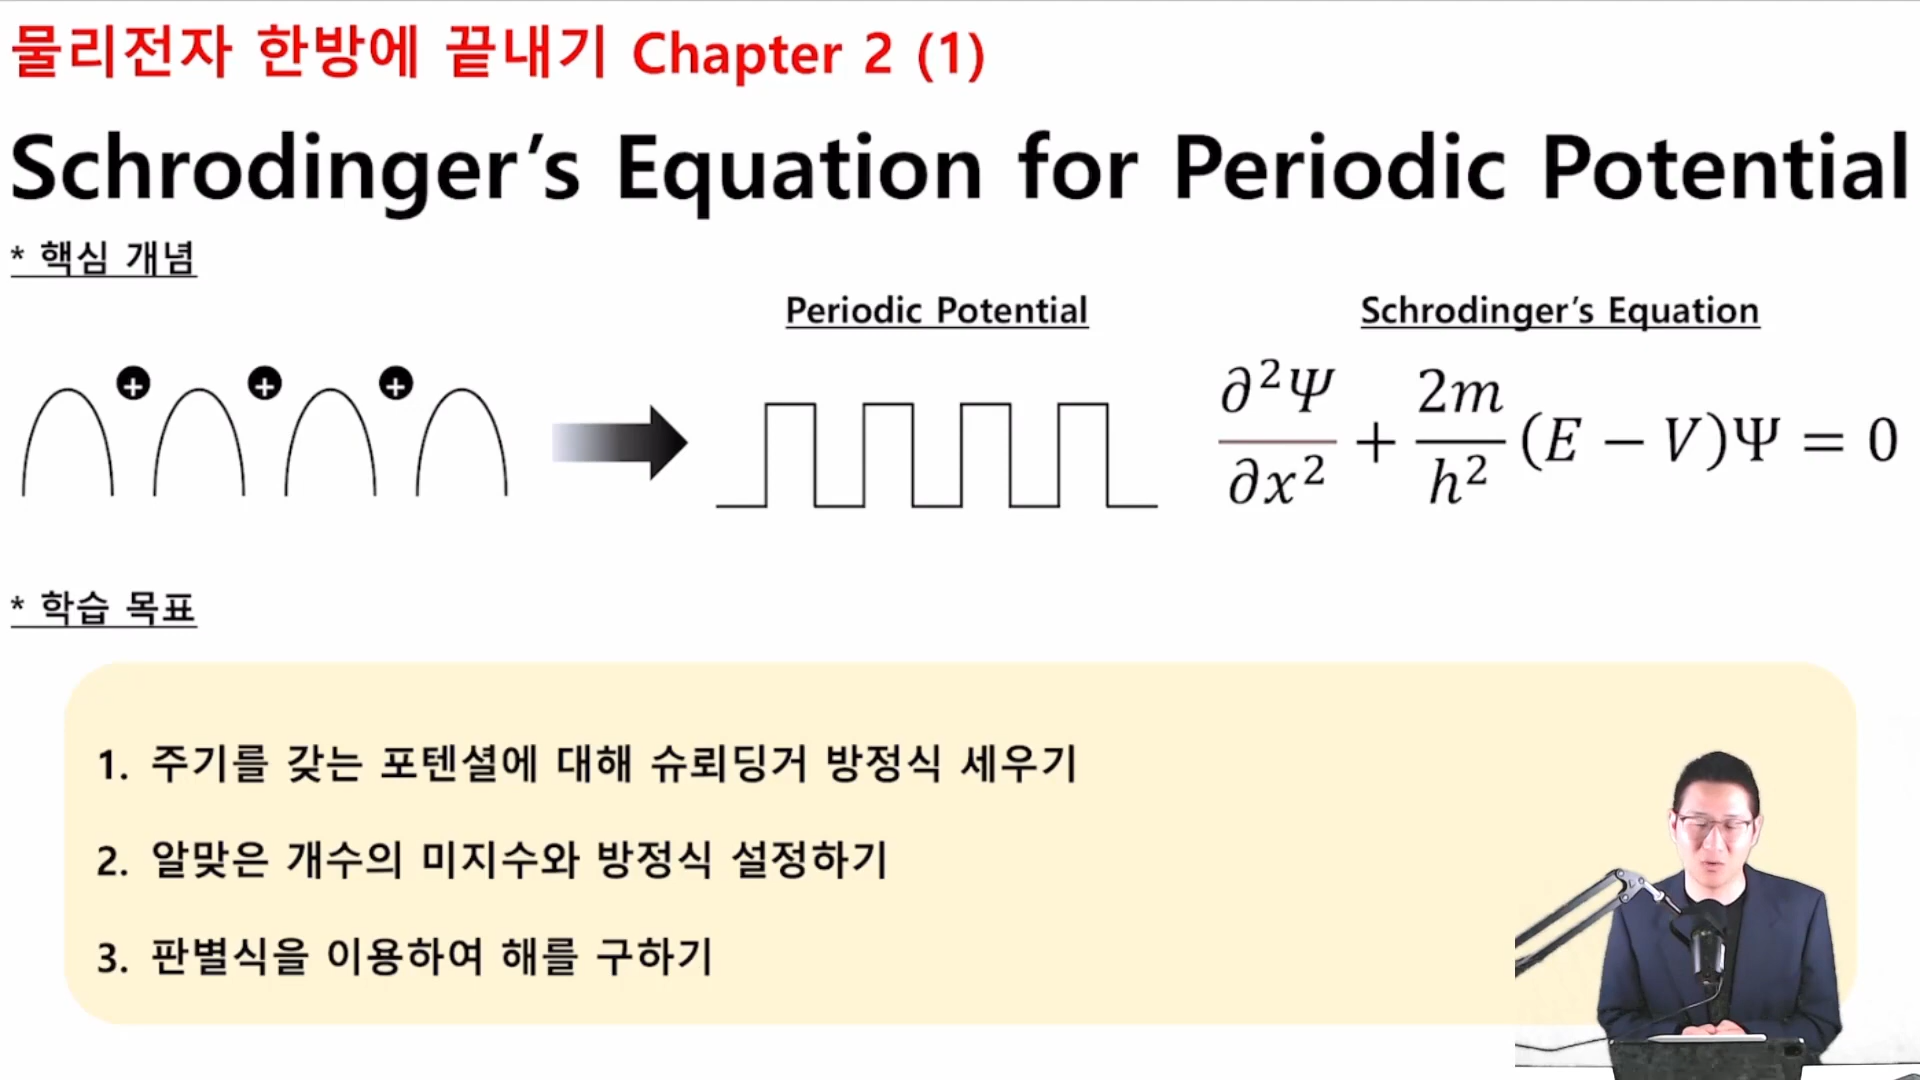 물리전자 한방에 끝내기 Chapter 2 (1)
Schrodinger’s Equation for Periodic Potential
* 핵심 개념
Periodic Potential
Schrodinger’s Equation
+ + +
∂²Ψ/∂x² + 2m/h² (E − V)Ψ = 0
* 학습 목표
1. 주기를 갖는 포텐셜에 대해 슈뢰딩거 방정식 세우기
2. 알맞은 개수의 미지수와 방정식 설정하기
3. 판별식을 이용하여 해를 구하기